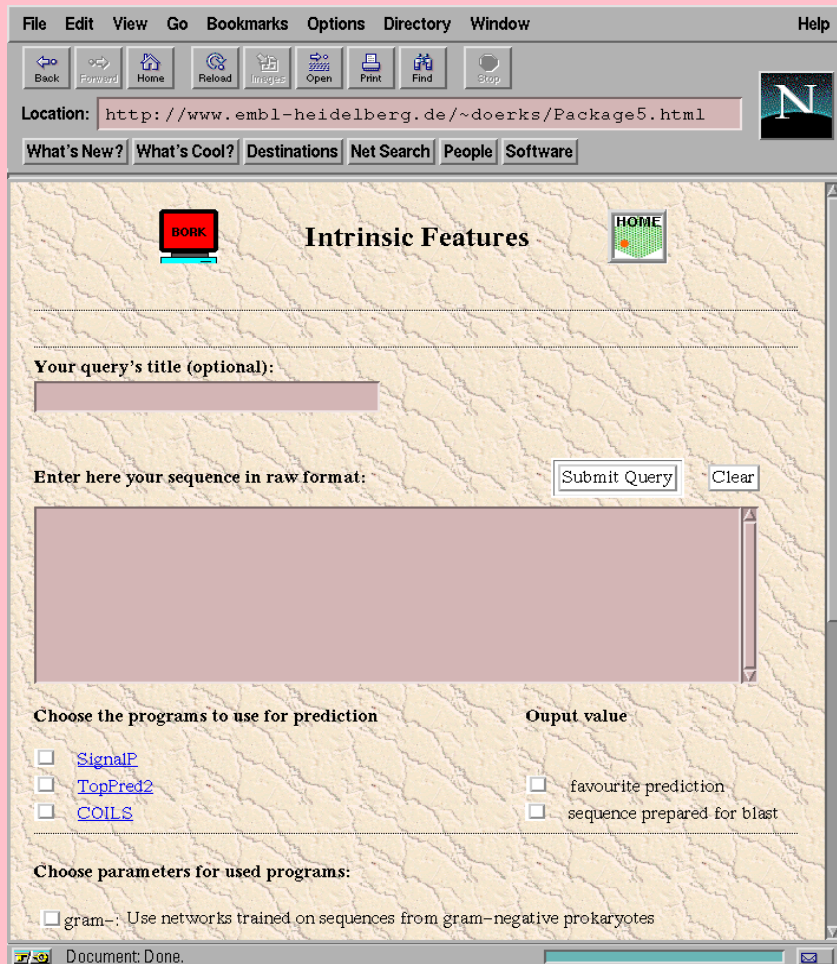 File Edit View Go Bookmarks Options Directory Window Help
Back Forward Home Reload Images Open Print Find Stop
N
Location: http://www.embl-heidelberg.de/~doerks/Package5.html
What's New? What's Cool? Destinations Net Search People Software
BORK Intrinsic Features HOME
Your query's title (optional):
Enter here your sequence in raw format: Submit Query Clear
Choose the programs to use for prediction Ouput value
SignalP
TopPred2 favourite prediction
COILS sequence prepared for blast
Choose parameters for used programs:
gram-: Use networks trained on sequences from gram-negative prokaryotes
Document: Done.